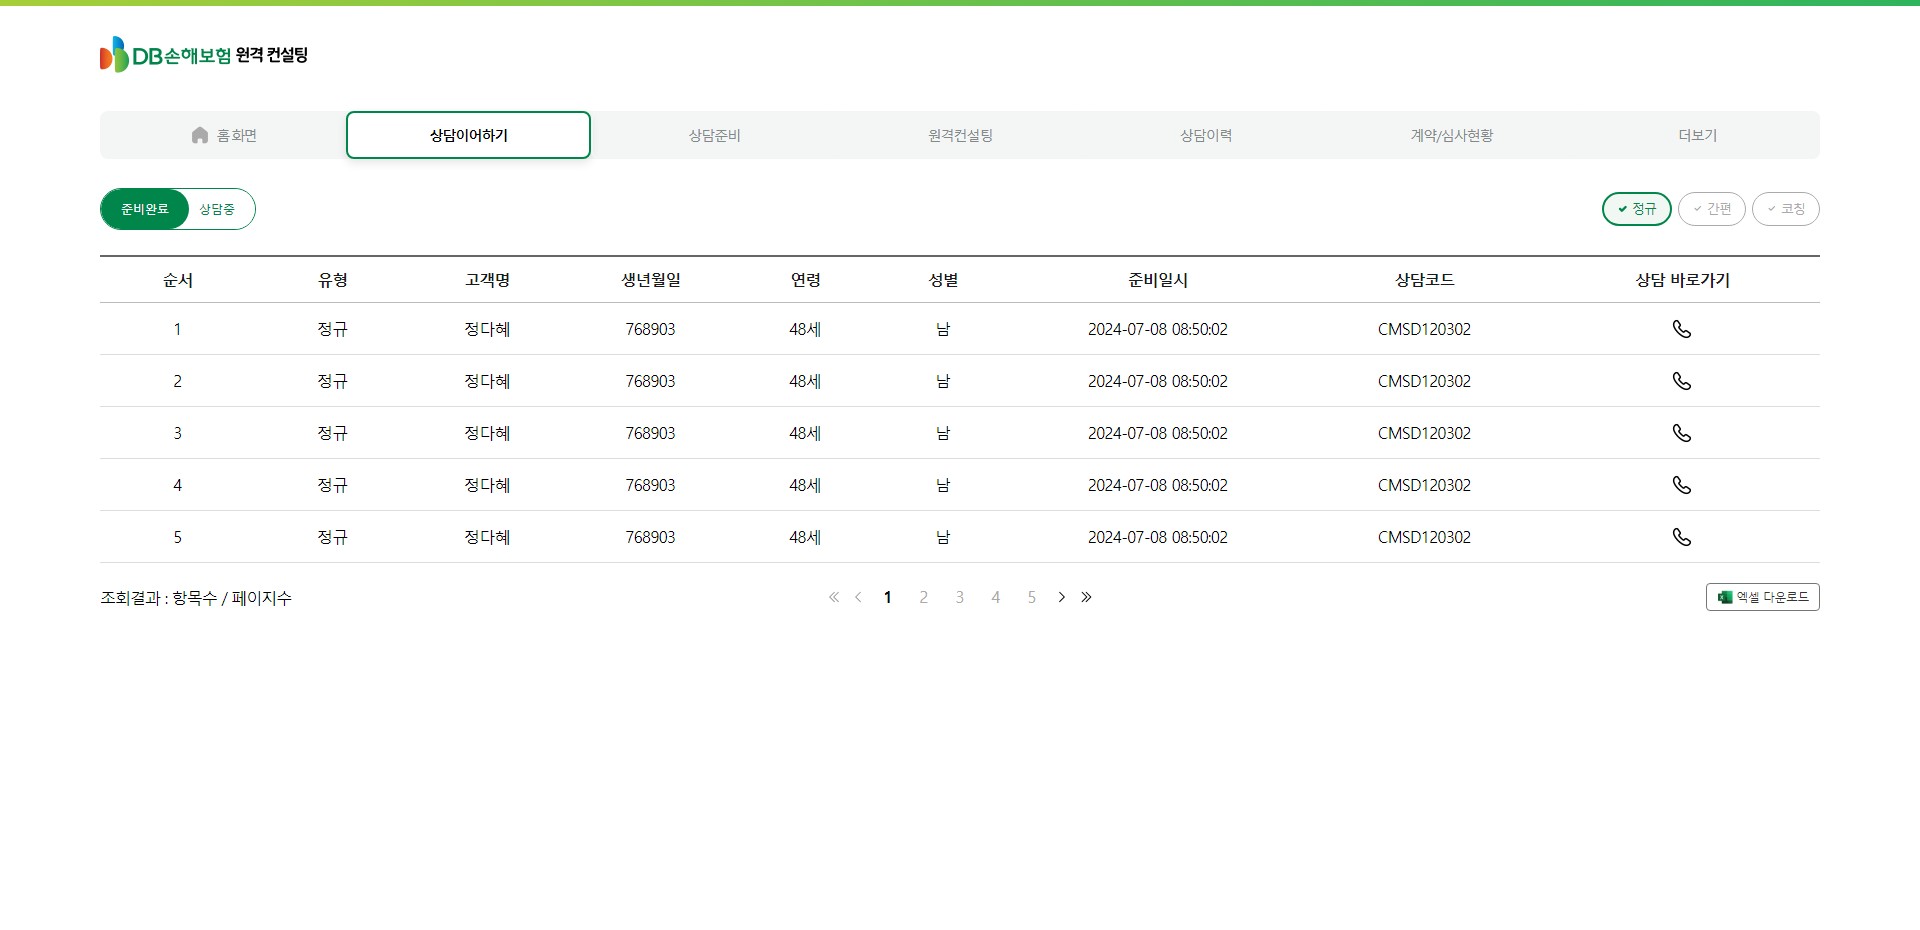 DB손해보험 원격 컨설팅
홈화면 상담이어하기 상담준비 원격컨설팅 상담이력 계약/심사현황 더보기
준비완료 상담중 정규 간편 코칭
순서 유형 고객명 생년월일 연령 성별 준비일시 상담코드 상담 바로가기
1 정규 정다혜 768903 48세 남 2024-07-08 08:50:02 CMSD120302
2 정규 정다혜 768903 48세 남 2024-07-08 08:50:02 CMSD120302
3 정규 정다혜 768903 48세 남 2024-07-08 08:50:02 CMSD120302
4 정규 정다혜 768903 48세 남 2024-07-08 08:50:02 CMSD120302
5 정규 정다혜 768903 48세 남 2024-07-08 08:50:02 CMSD120302
조회결과 : 항목수 / 페이지수 « < 1 2 3 4 5 > » 엑셀 다운로드